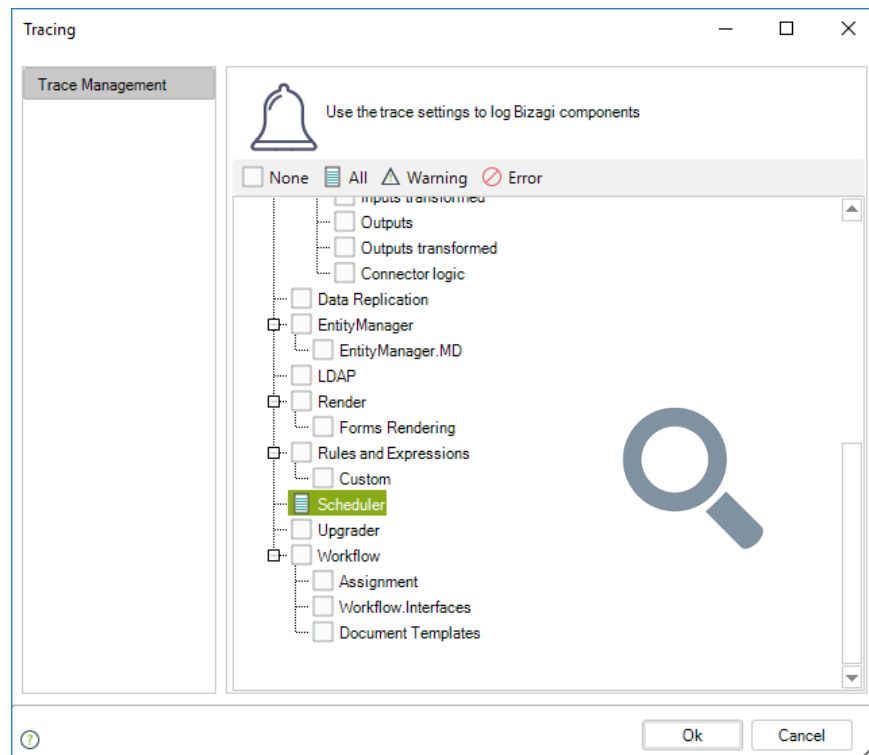 Tracing
Trace Management
Use the trace settings to log Bizagi components
None All Warning Error
Inputs transformed
Outputs
Outputs transformed
Connector logic
Data Replication
EntityManager
EntityManager.MD
LDAP
Render
Forms Rendering
Rules and Expressions
Custom
Scheduler
Upgrader
Workflow
Assignment
Workflow.Interfaces
Document Templates
Ok Cancel